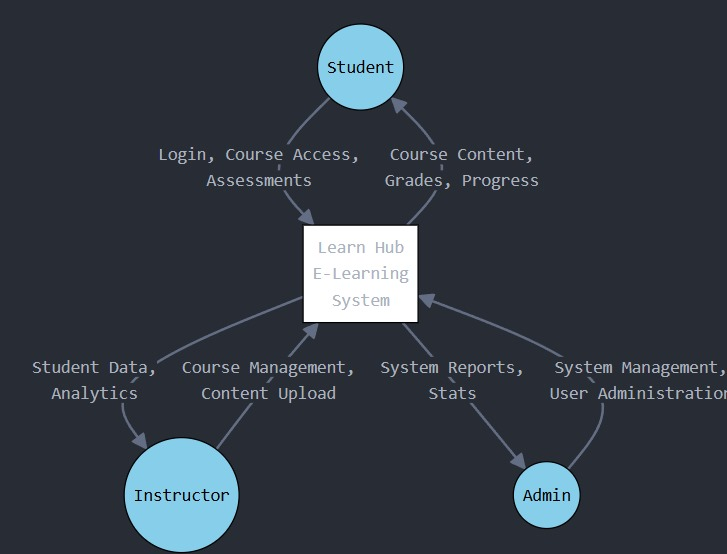 Student
Login, Course Access,
Assessments
Course Content,
Grades, Progress
Learn Hub
E-Learning
System
Student Data,
Analytics
Course Management,
Content Upload
System Reports,
Stats
System Management,
User Administration
Instructor
Admin